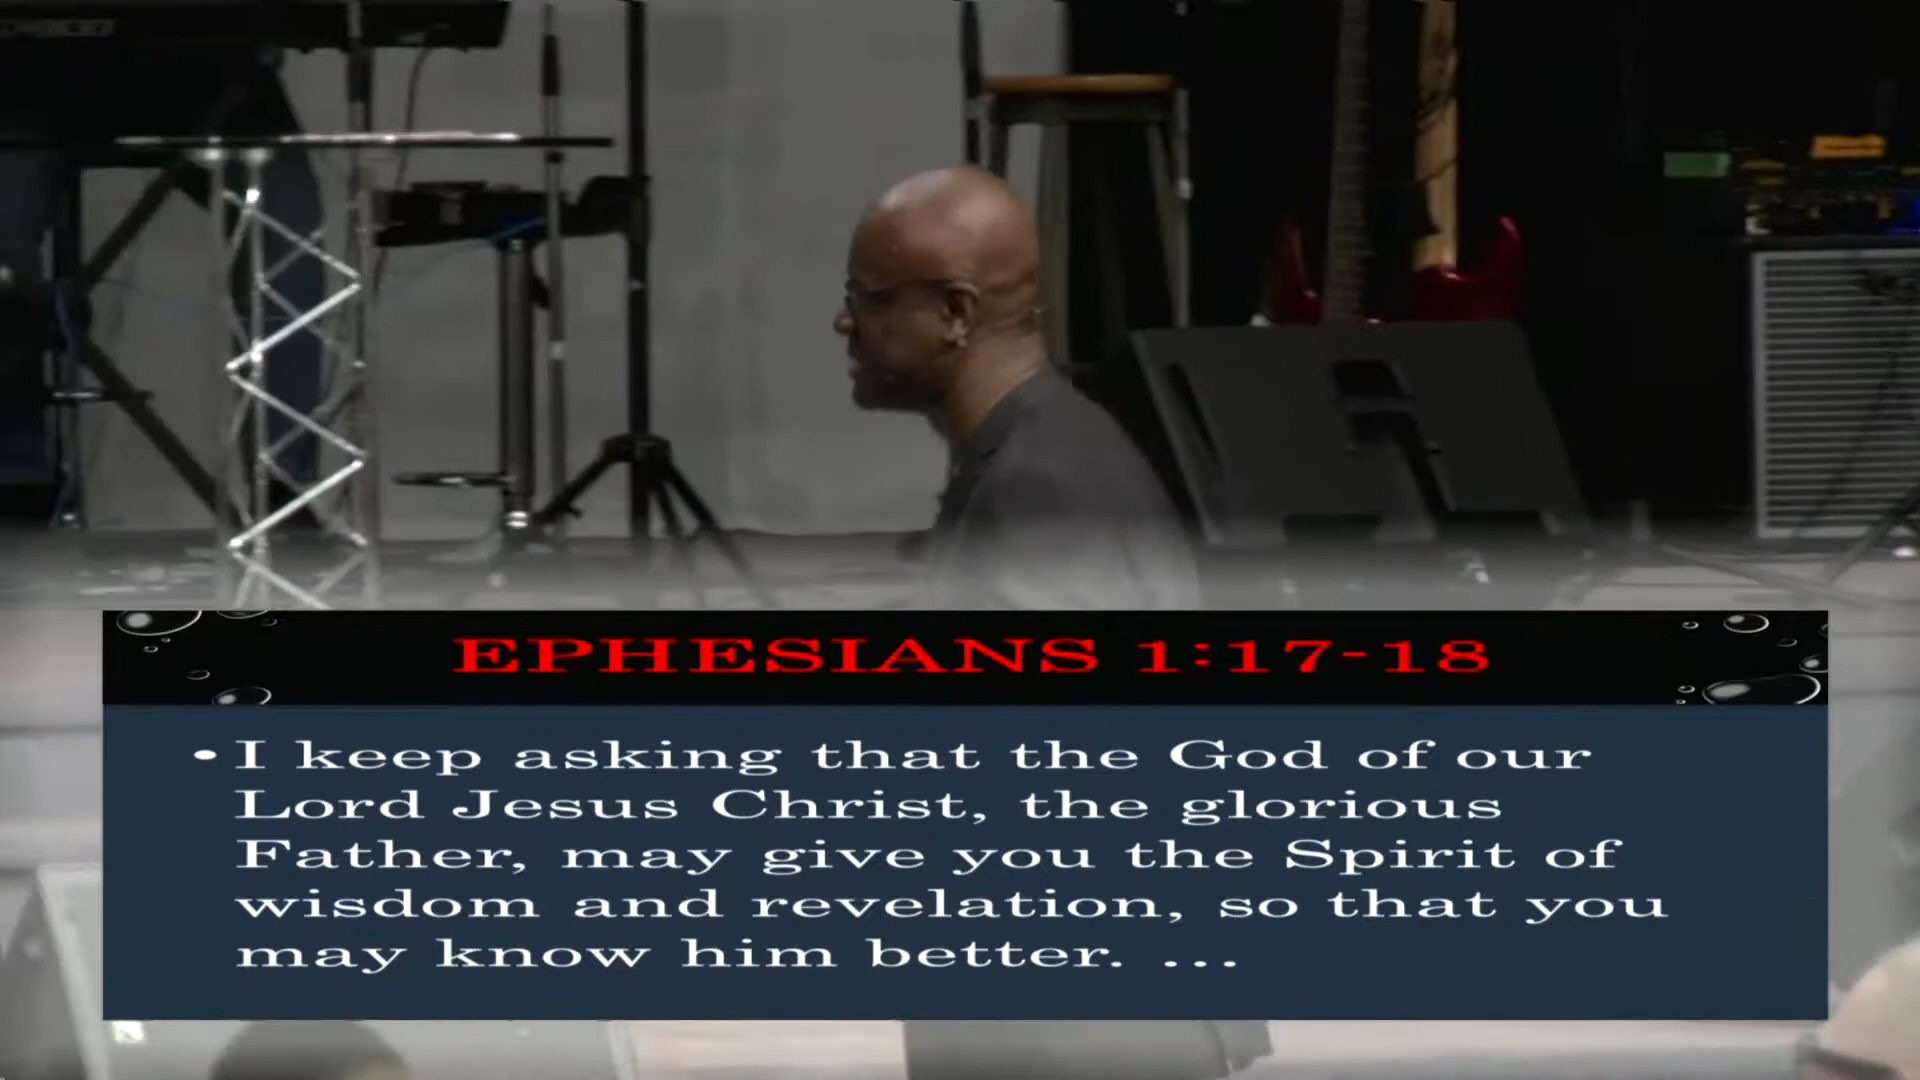 EPHESIANS 1:17-18
• I keep asking that the God of our
Lord Jesus Christ, the glorious
Father, may give you the Spirit of
wisdom and revelation, so that you
may know him better. ...